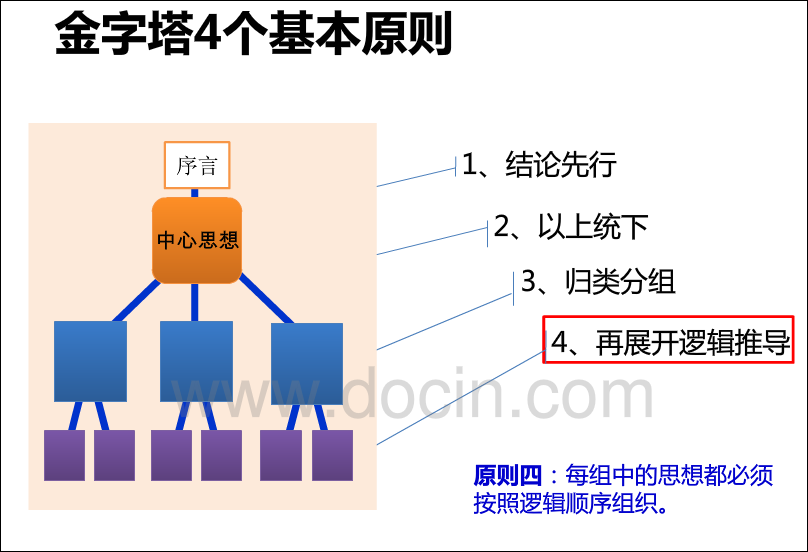 金字塔4个基本原则
序言
中心思想
1、结论先行
2、以上统下
3、归类分组
4、再展开逻辑推导
www.docin.com
原则四：每组中的思想都必须
按照逻辑顺序组织。